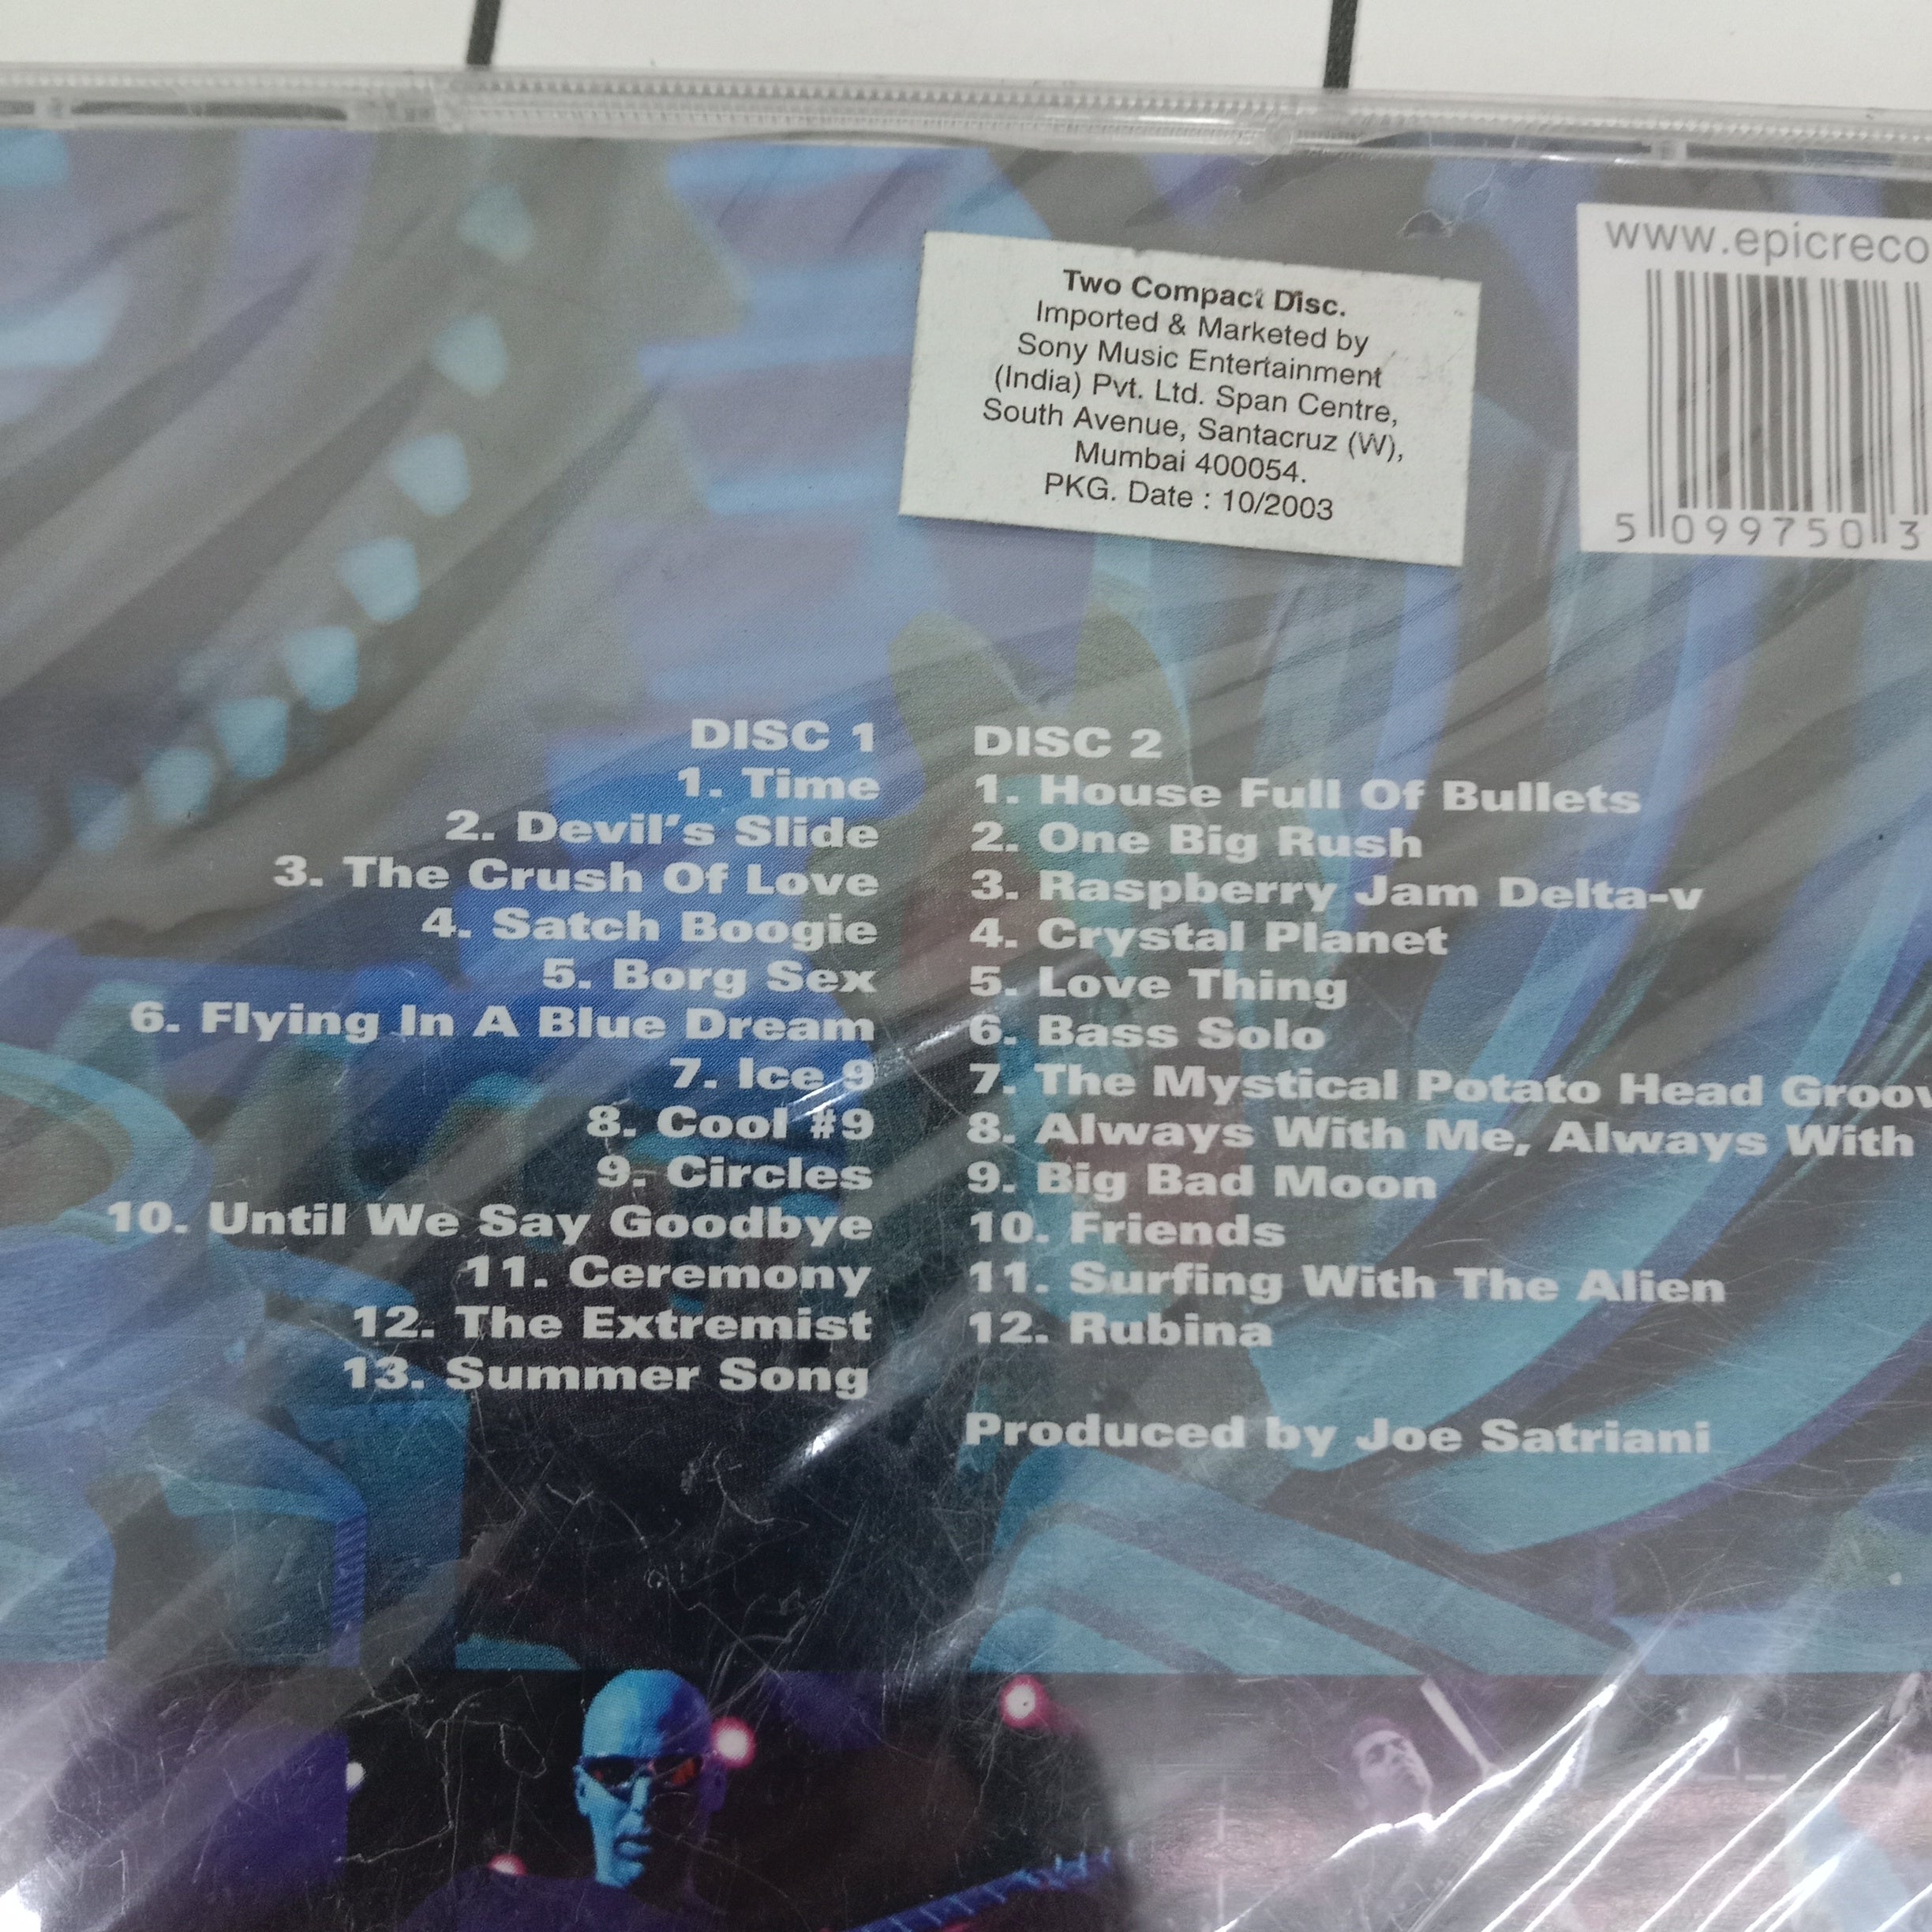 www.epicreco
Two Compact Disc.
Imported & Marketed by
Sony Music Entertainment
(India) Pvt. Ltd. Span Centre,
South Avenue, Santacruz (W),
Mumbai 400054.
PKG. Date : 10/2003
5 099750 3
DISC 1
1. Time
2. Devil's Slide
3. The Crush Of Love
4. Satch Boogie
5. Borg Sex
6. Flying In A Blue Dream
7. Ice 9
8. Cool #9
9. Circles
10. Until We Say Goodbye
11. Ceremony
12. The Extremist
13. Summer Song
DISC 2
1. House Full Of Bullets
2. One Big Rush
3. Raspberry Jam Delta-v
4. Crystal Planet
5. Love Thing
6. Bass Solo
7. The Mystical Potato Head Groov
8. Always With Me, Always With
9. Big Bad Moon
10. Friends
11. Surfing With The Alien
12. Rubina
Produced by Joe Satriani